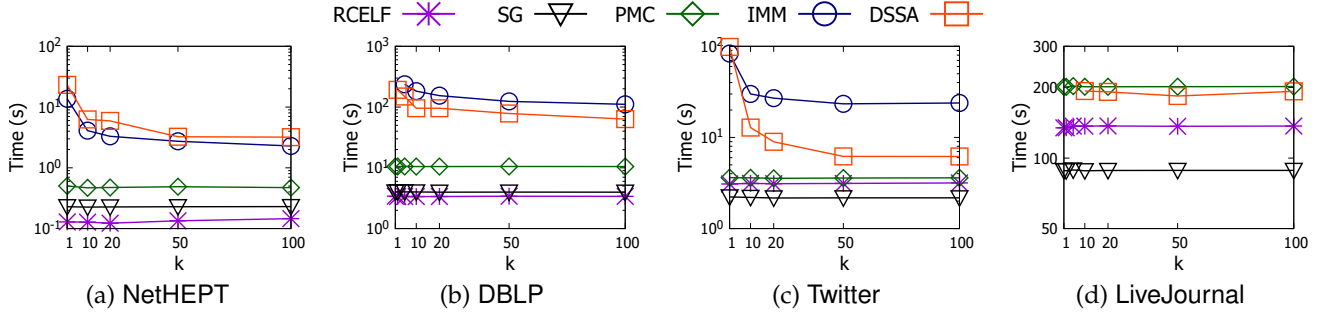 RCELF SG PMC IMM DSSA
Time (s)
10^2
10^1
10^0
10^-1
1 10 20 50 100
k
(a) NetHEPT
Time (s)
10^3
10^2
10^1
10^0
1 10 20 50 100
k
(b) DBLP
Time (s)
10^2
10^1
10^0
1 10 20 50 100
k
(c) Twitter
Time (s)
300
200
100
50
1 10 20 50 100
k
(d) LiveJournal